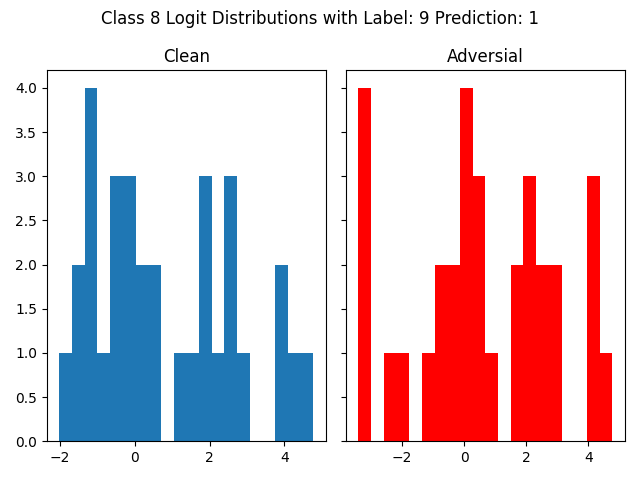 Class 8 Logit Distributions with Label: 9 Prediction: 1
Clean
Adversial
4.0
3.5
3.0
2.5
2.0
1.5
1.0
0.5
0.0
−2 0 2 4
−2 0 2 4